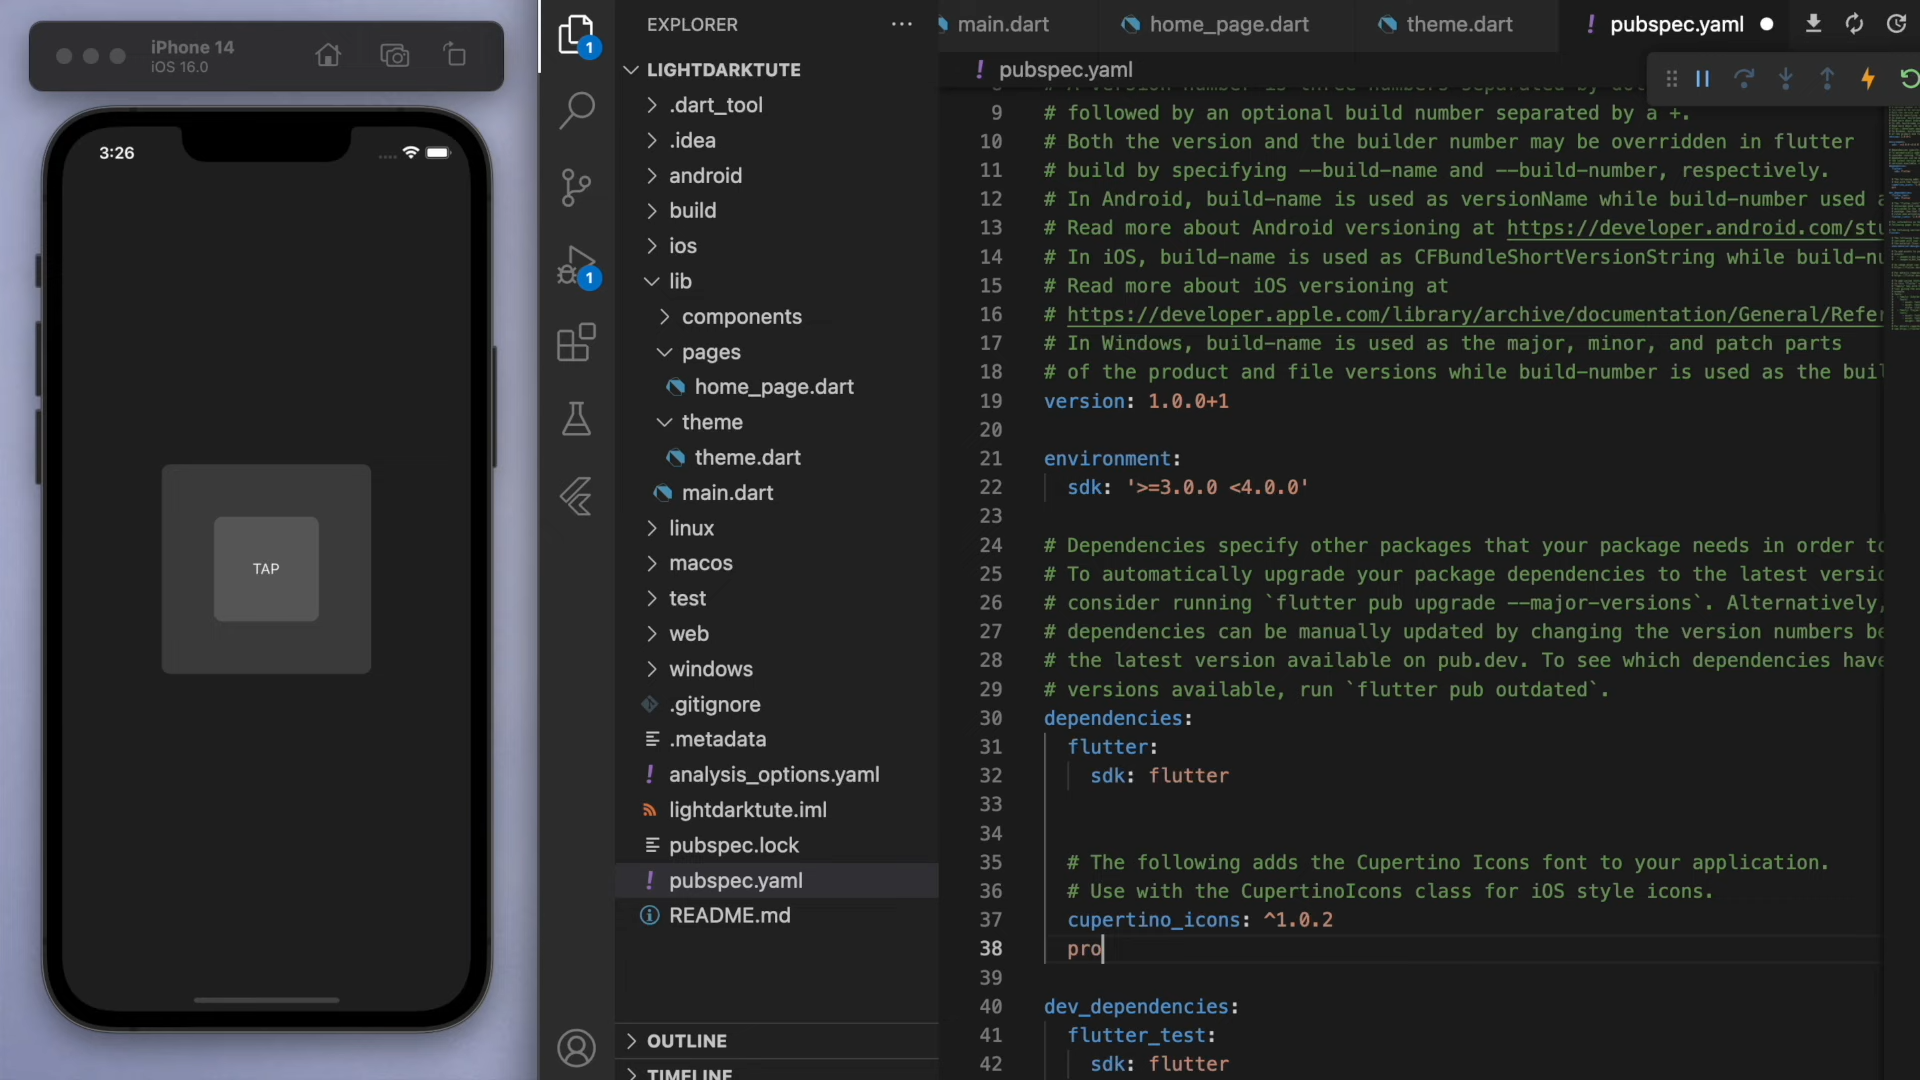 iPhone 14
iOS 16.0
3:26
TAP
1
1
EXPLORER
LIGHTDARKTUTE
.dart_tool
.idea
android
build
ios
lib
components
pages
home_page.dart
theme
theme.dart
main.dart
linux
macos
test
web
windows
.gitignore
.metadata
analysis_options.yaml
lightdarktute.iml
pubspec.lock
pubspec.yaml
README.md
OUTLINE
TIMELINE
main.dart
home_page.dart
theme.dart
! pubspec.yaml
! pubspec.yaml
9 # followed by an optional build number separated by a +.
10 # Both the version and the builder number may be overridden in flutter
11 # build by specifying --build-name and --build-number, respectively.
12 # In Android, build-name is used as versionName while build-number used
13 # Read more about Android versioning at https://developer.android.com/stu
14 # In iOS, build-name is used as CFBundleShortVersionString while build-nu
15 # Read more about iOS versioning at
16 # https://developer.apple.com/library/archive/documentation/General/Refer
17 # In Windows, build-name is used as the major, minor, and patch parts
18 # of the product and file versions while build-number is used as the buil
19 version: 1.0.0+1
20
21 environment:
22 sdk: '>=3.0.0 <4.0.0'
23
24 # Dependencies specify other packages that your package needs in order to
25 # To automatically upgrade your package dependencies to the latest versio
26 # consider running `flutter pub upgrade --major-versions`. Alternatively,
27 # dependencies can be manually updated by changing the version numbers be
28 # the latest version available on pub.dev. To see which dependencies have
29 # versions available, run `flutter pub outdated`.
30 dependencies:
31 flutter:
32 sdk: flutter
33
34
35 # The following adds the Cupertino Icons font to your application.
36 # Use with the CupertinoIcons class for iOS style icons.
37 cupertino_icons: ^1.0.2
38 pro
39
40 dev_dependencies:
41 flutter_test:
42 sdk: flutter